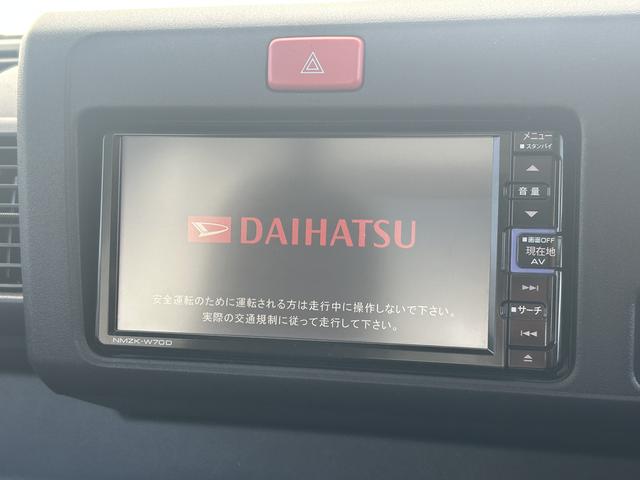 DAIHATSU
安全運転のために運転される方は走行中に操作しないで下さい。
実際の交通規制に従って走行して下さい。
NMZK-W70D
メニュー
■スタンバイ
音量
■画面OFF
現在地
AV
■サーチ